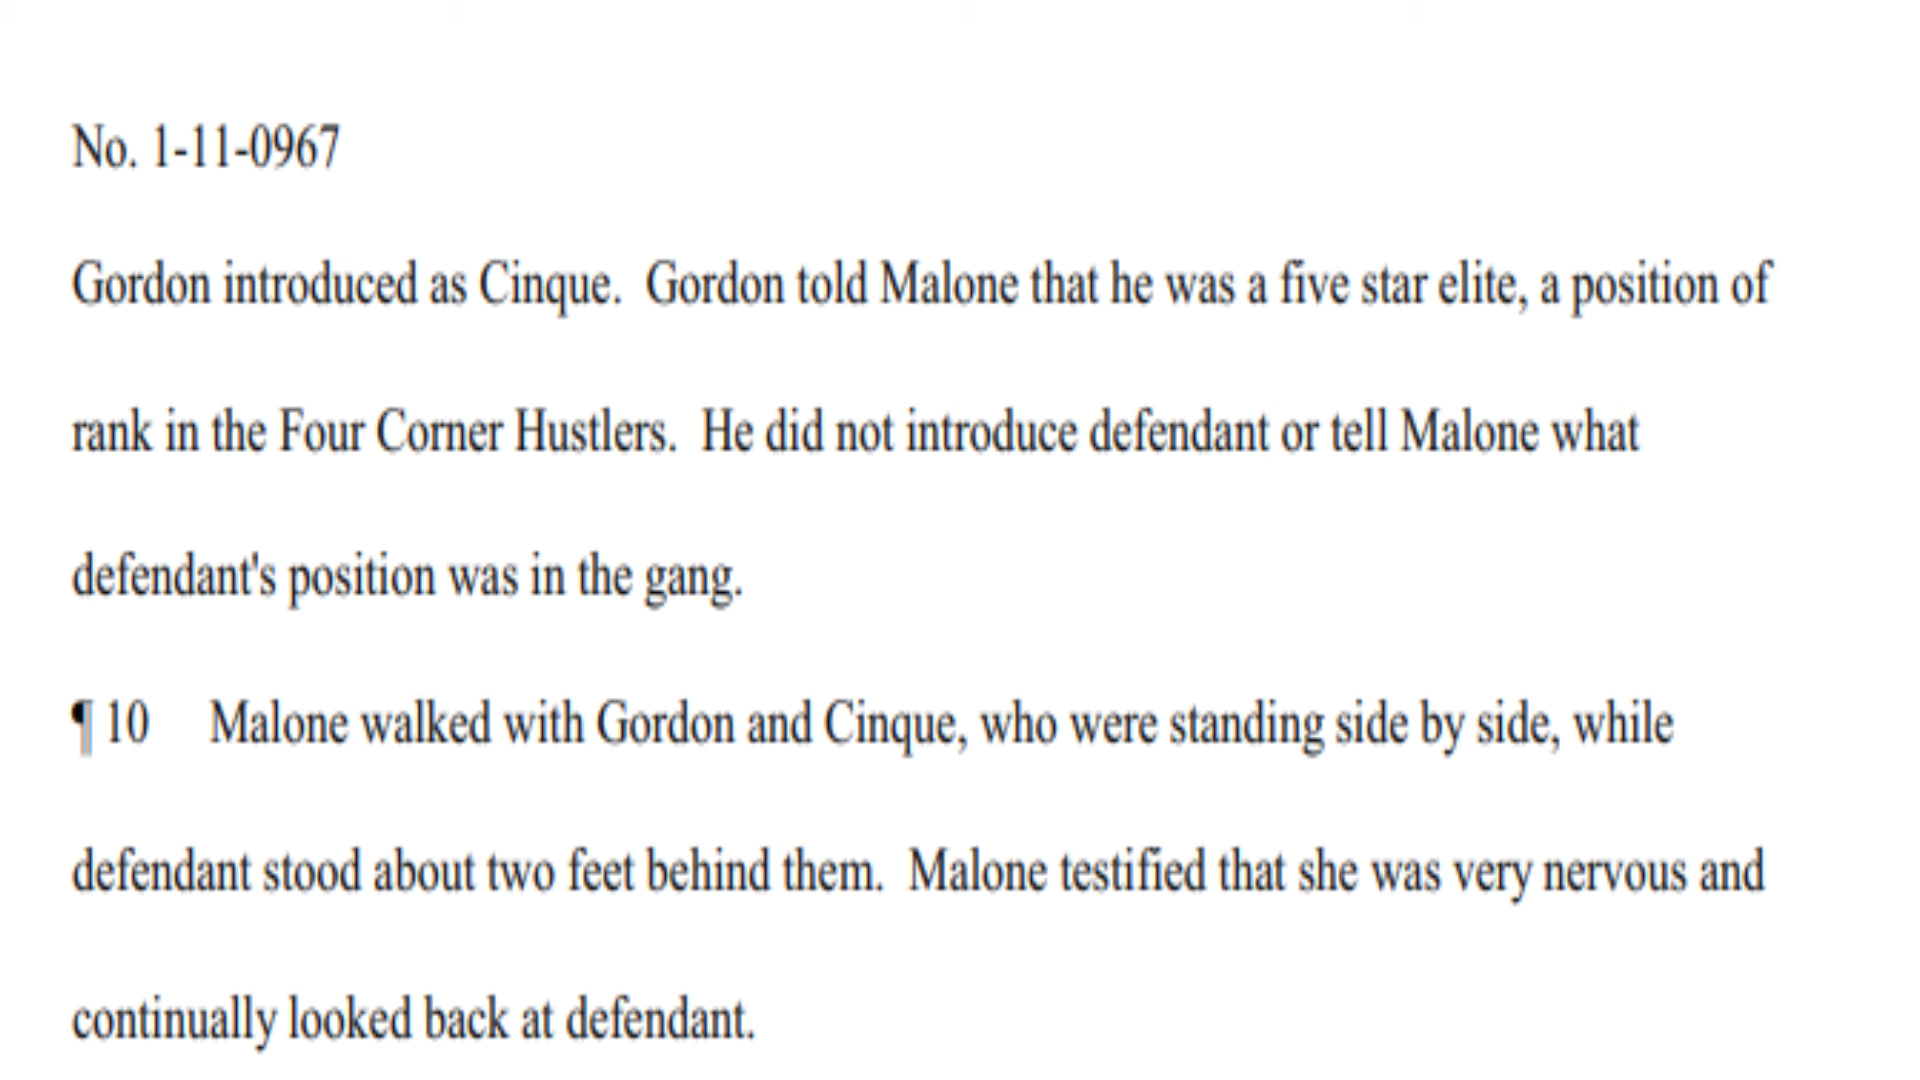 No. 1-11-0967
Gordon introduced as Cinque.  Gordon told Malone that he was a five star elite, a position of
rank in the Four Corner Hustlers.  He did not introduce defendant or tell Malone what
defendant's position was in the gang.
¶ 10     Malone walked with Gordon and Cinque, who were standing side by side, while
defendant stood about two feet behind them.  Malone testified that she was very nervous and
continually looked back at defendant.